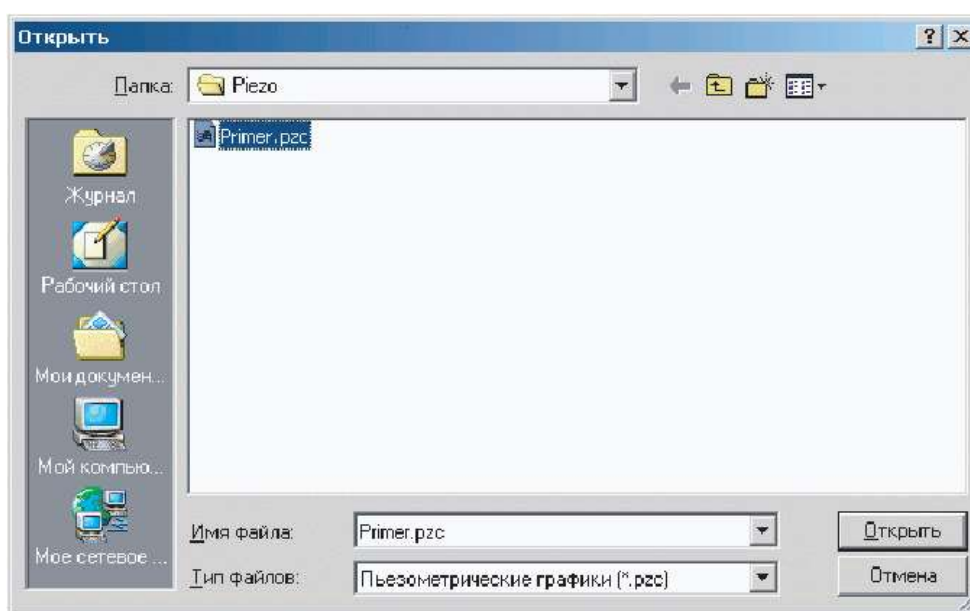 Открыть
Папка: Piezo
Primer.pzc
Журнал
Рабочий стол
Мои докумен...
Мой компью...
Мое сетевое ...
Имя файла: Primer.pzc Открыть
Тип файлов: Пьезометрические графики (*.pzc) Отмена